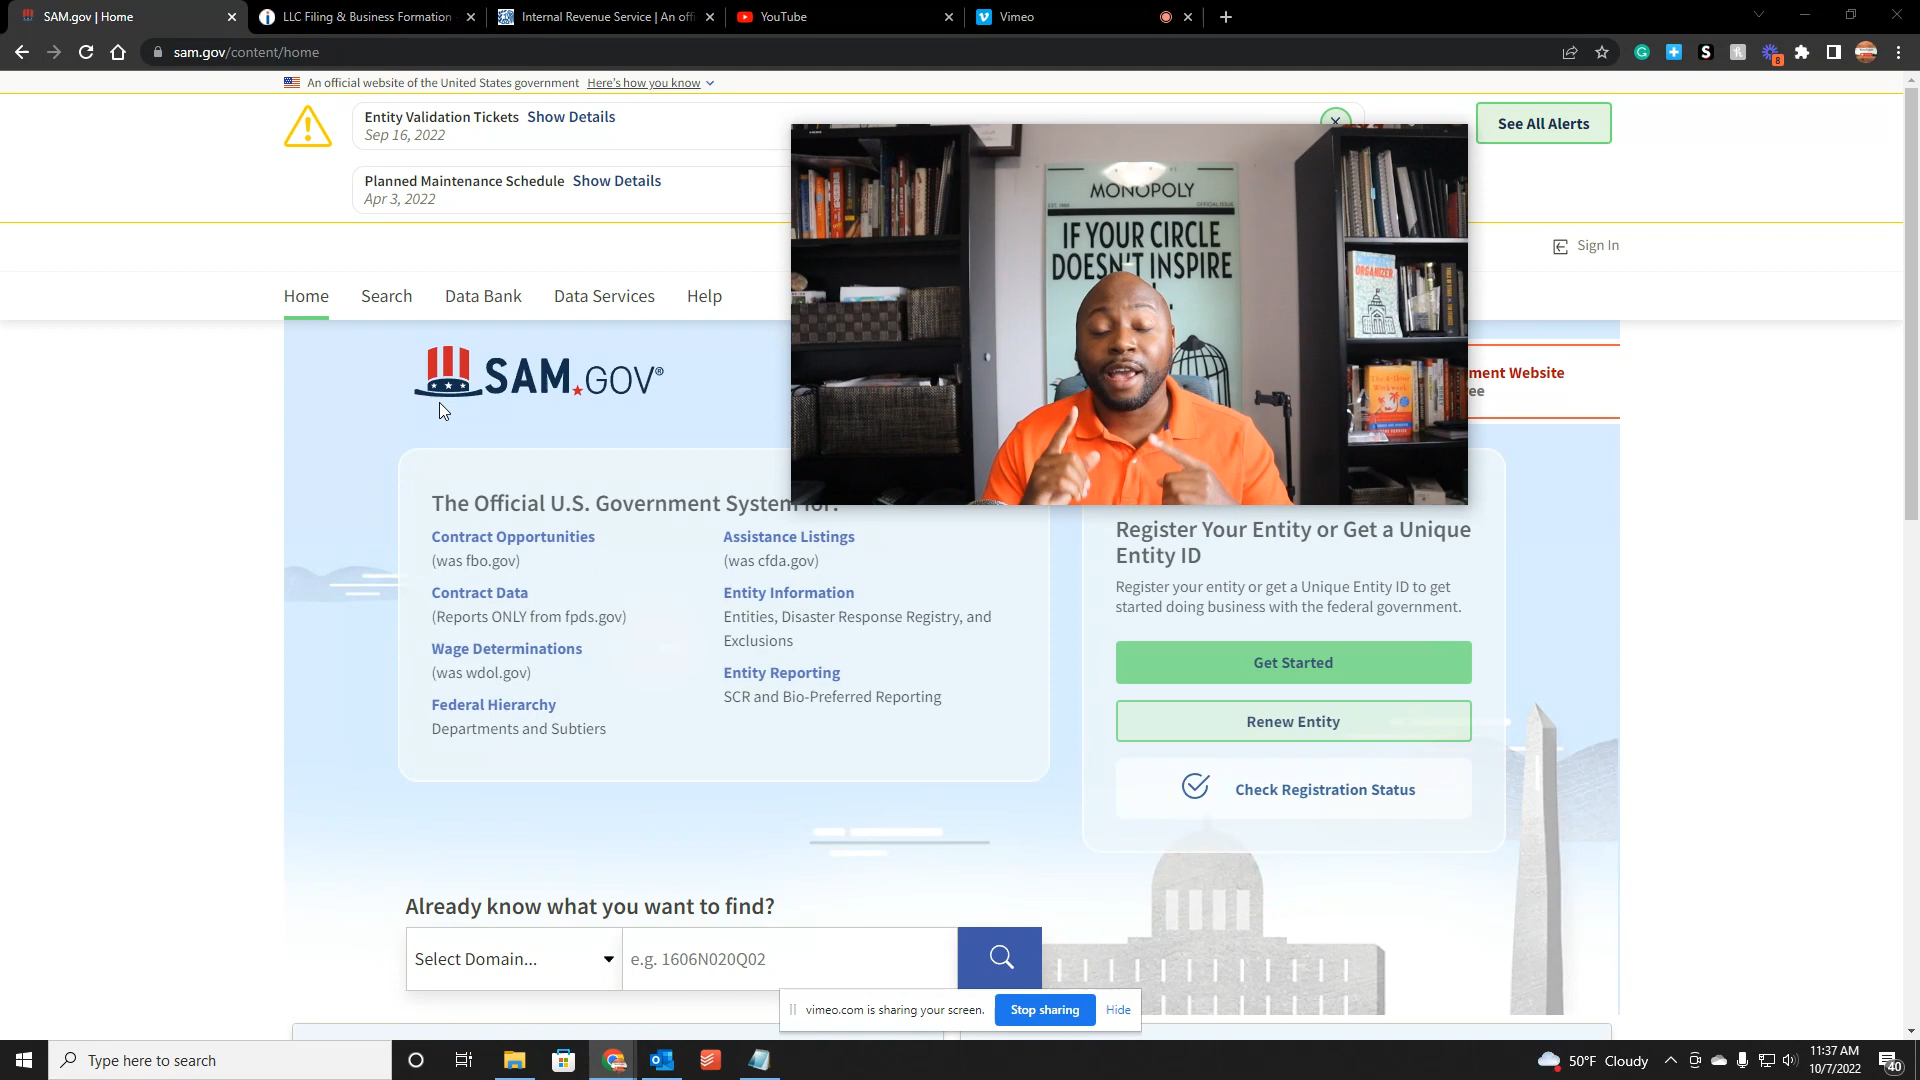 SAM.gov | Home
LLC Filing & Business Formation
Internal Revenue Service | An offi
YouTube
Vimeo
sam.gov/content/home
8
An official website of the United States government Here's how you know
Entity Validation Tickets Show Details
Sep 16, 2022
See All Alerts
Planned Maintenance Schedule Show Details
Apr 3, 2022
Sign In
Home Search Data Bank Data Services Help
MONOPOLY
IF YOUR CIRCLE
DOESN'T INSPIRE
ORGANIZER
SAM.GOV®
ment Website
ee
The Official U.S. Government System for:
Contract Opportunities
(was fbo.gov)
Contract Data
(Reports ONLY from fpds.gov)
Wage Determinations
(was wdol.gov)
Federal Hierarchy
Departments and Subtiers
Assistance Listings
(was cfda.gov)
Entity Information
Entities, Disaster Response Registry, and
Exclusions
Entity Reporting
SCR and Bio-Preferred Reporting
Register Your Entity or Get a Unique
Entity ID
Register your entity or get a Unique Entity ID to get
started doing business with the federal government.
Get Started
Renew Entity
Check Registration Status
Already know what you want to find?
Select Domain...
e.g. 1606N020Q02
vimeo.com is sharing your screen.
Stop sharing
Hide
Type here to search
50°F Cloudy
11:37 AM
10/7/2022
40